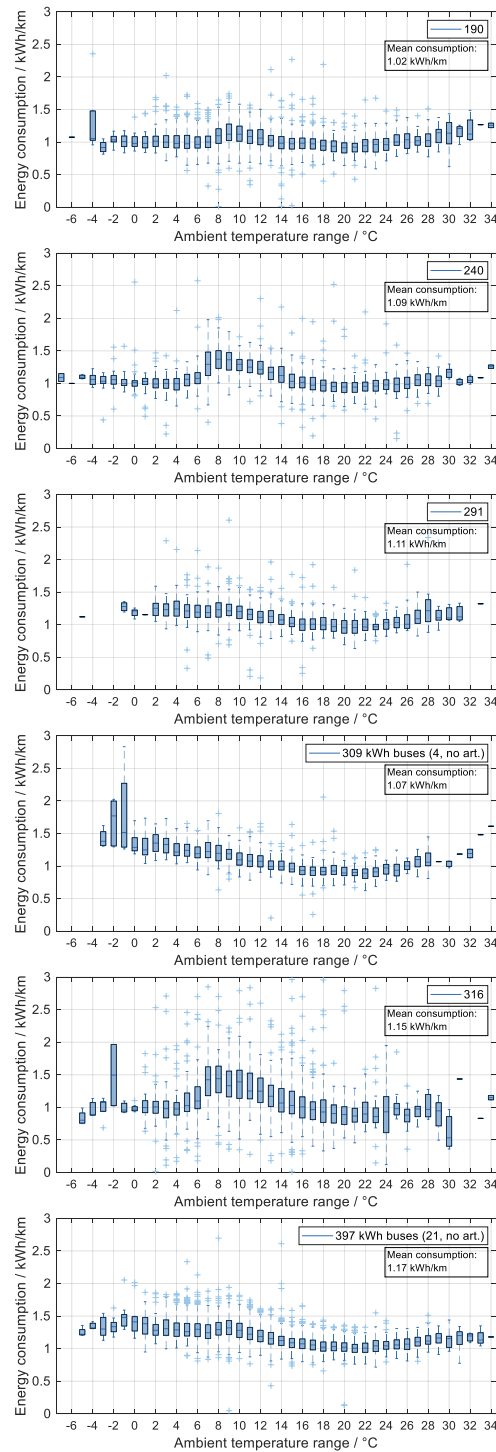 3
190
Mean consumption:
1.02 kWh/km
2.5
2
1.5
1
0.5
0
Energy consumption / kWh/km
-6 -4 -2 0 2 4 6 8 10 12 14 16 18 20 22 24 26 28 30 32 34
Ambient temperature range / °C
3
240
Mean consumption:
1.09 kWh/km
2.5
2
1.5
1
0.5
0
Energy consumption / kWh/km
-6 -4 -2 0 2 4 6 8 10 12 14 16 18 20 22 24 26 28 30 32 34
Ambient temperature range / °C
3
291
Mean consumption:
1.11 kWh/km
2.5
2
1.5
1
0.5
0
Energy consumption / kWh/km
-6 -4 -2 0 2 4 6 8 10 12 14 16 18 20 22 24 26 28 30 32 34
Ambient temperature range / °C
3
309 kWh buses (4, no art.)
Mean consumption:
1.07 kWh/km
2.5
2
1.5
1
0.5
0
Energy consumption / kWh/km
-6 -4 -2 0 2 4 6 8 10 12 14 16 18 20 22 24 26 28 30 32 34
Ambient temperature range / °C
3
316
Mean consumption:
1.15 kWh/km
2.5
2
1.5
1
0.5
0
Energy consumption / kWh/km
-6 -4 -2 0 2 4 6 8 10 12 14 16 18 20 22 24 26 28 30 32 34
Ambient temperature range / °C
3
397 kWh buses (21, no art.)
Mean consumption:
1.17 kWh/km
2.5
2
1.5
1
0.5
0
Energy consumption / kWh/km
-6 -4 -2 0 2 4 6 8 10 12 14 16 18 20 22 24 26 28 30 32 34
Ambient temperature range / °C